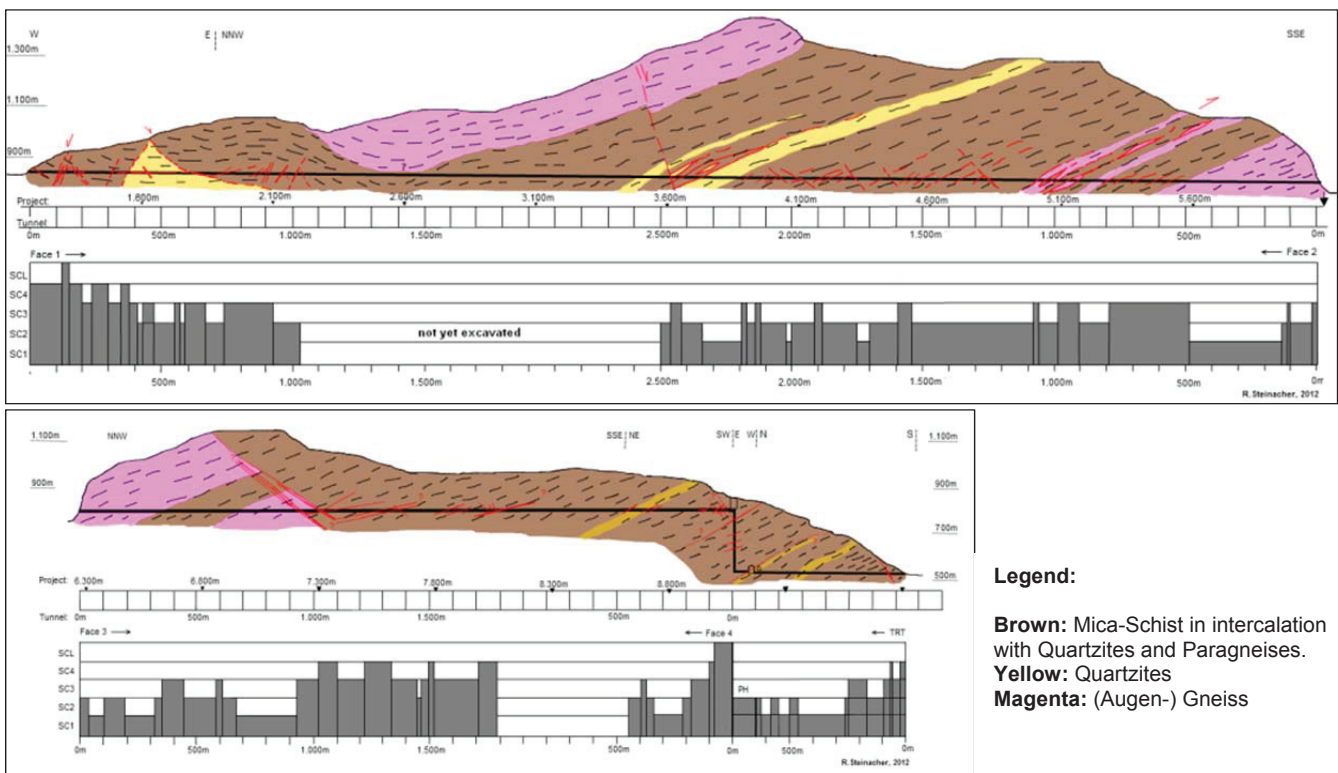 W E NNW SSE
1.300m
1.100m
900m
Project: 1.600m 2.100m 2.600m 3.100m 3.600m 4.100m 4.600m 5.100m 5.600m
Tunnel
0m 500m 1.000m 1.500m 2.500m 2.000m 1.500m 1.000m 500m 0m
Face 1 Face 2
SCL
SC4
SC3
SC2 not yet excavated
SC1
500m 1.000m 1.500m 2.500m 2.000m 1.500m 1.000m 500m 0m
R.Steinacher, 2012
1.100m NNW SSE NE SW E W N S 1.100m
900m 900m
700m
500m
Project: 6.300m 6.800m 7.300m 7.800m 8.300m 8.800m
Tunnel: 0m 500m 1.000m 1.500m 500m 0m
Face 3 Face 4 TRT
SCL
SC4
SC3 PH
SC2
SC1
0m 500m 1.000m 1.500m 500m 0m 500m 0m
R.Steinacher, 2012
Legend:
Brown: Mica-Schist in intercalation
with Quartzites and Paragneises.
Yellow: Quartzites
Magenta: (Augen-) Gneiss